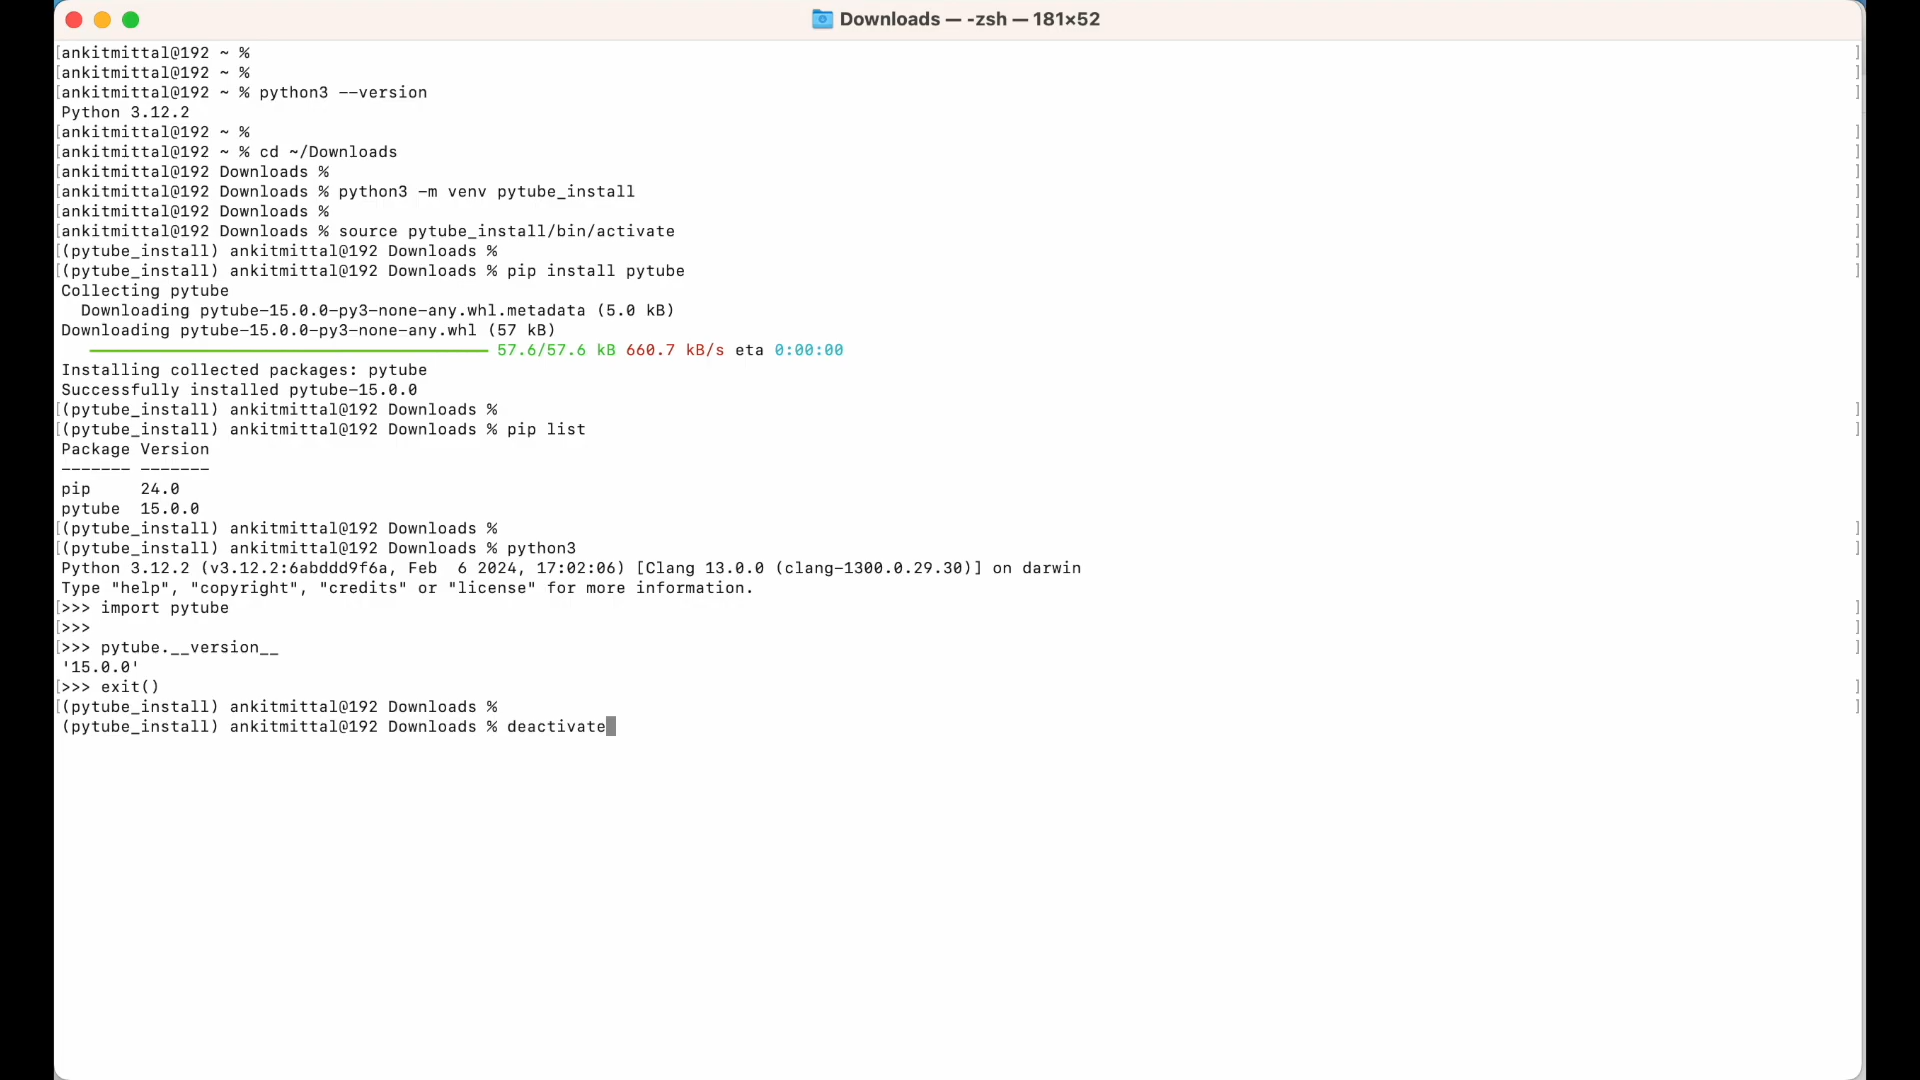 Downloads — -zsh — 181×52
[ankitmittal@192 ~ % ]
[ankitmittal@192 ~ % ]
[ankitmittal@192 ~ % python3 --version ]
Python 3.12.2
[ankitmittal@192 ~ % ]
[ankitmittal@192 ~ % cd ~/Downloads ]
[ankitmittal@192 Downloads % ]
[ankitmittal@192 Downloads % python3 -m venv pytube_install ]
[ankitmittal@192 Downloads % ]
[ankitmittal@192 Downloads % source pytube_install/bin/activate ]
[(pytube_install) ankitmittal@192 Downloads % ]
[(pytube_install) ankitmittal@192 Downloads % pip install pytube ]
Collecting pytube
  Downloading pytube-15.0.0-py3-none-any.whl.metadata (5.0 kB)
Downloading pytube-15.0.0-py3-none-any.whl (57 kB)
57.6/57.6 kB 660.7 kB/s eta 0:00:00
Installing collected packages: pytube
Successfully installed pytube-15.0.0
[(pytube_install) ankitmittal@192 Downloads % ]
[(pytube_install) ankitmittal@192 Downloads % pip list ]
Package Version
------- -------
pip     24.0
pytube  15.0.0
[(pytube_install) ankitmittal@192 Downloads % ]
[(pytube_install) ankitmittal@192 Downloads % python3 ]
Python 3.12.2 (v3.12.2:6abddd9f6a, Feb  6 2024, 17:02:06) [Clang 13.0.0 (clang-1300.0.29.30)] on darwin
Type "help", "copyright", "credits" or "license" for more information.
[>>> import pytube ]
[>>> ]
[>>> pytube.__version__ ]
'15.0.0'
[>>> exit() ]
[(pytube_install) ankitmittal@192 Downloads % ]
(pytube_install) ankitmittal@192 Downloads % deactivate